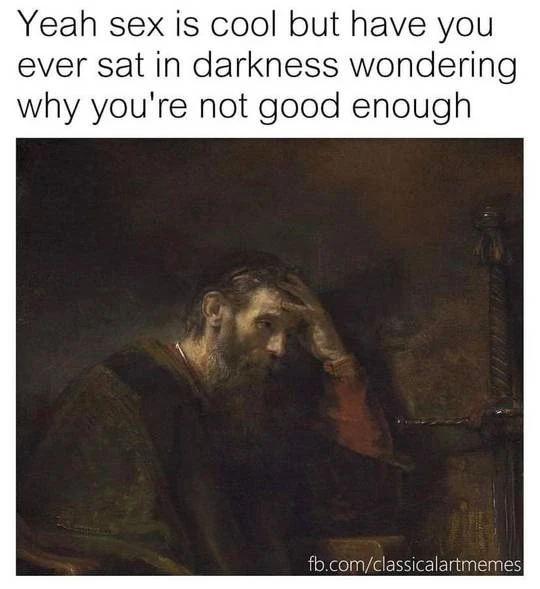 Yeah sex is cool but have you
ever sat in darkness wondering
why you're not good enough
fb.com/classicalartmemes